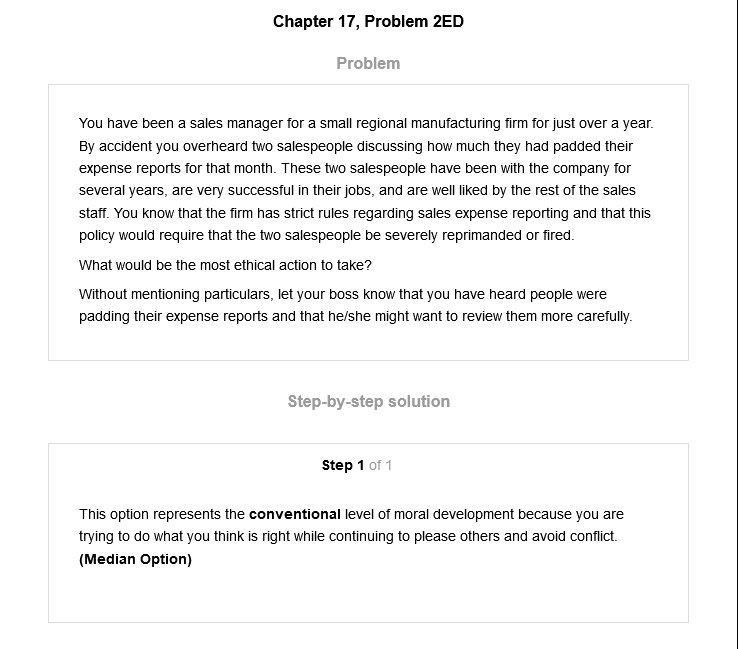 Chapter 17, Problem 2ED
Problem
You have been a sales manager for a small regional manufacturing firm for just over a year.
By accident you overheard two salespeople discussing how much they had padded their
expense reports for that month. These two salespeople have been with the company for
several years, are very successful in their jobs, and are well liked by the rest of the sales
staff. You know that the firm has strict rules regarding sales expense reporting and that this
policy would require that the two salespeople be severely reprimanded or fired.
What would be the most ethical action to take?
Without mentioning particulars, let your boss know that you have heard people were
padding their expense reports and that he/she might want to review them more carefully.
Step-by-step solution
Step 1 of 1
This option represents the conventional level of moral development because you are
trying to do what you think is right while continuing to please others and avoid conflict.
(Median Option)